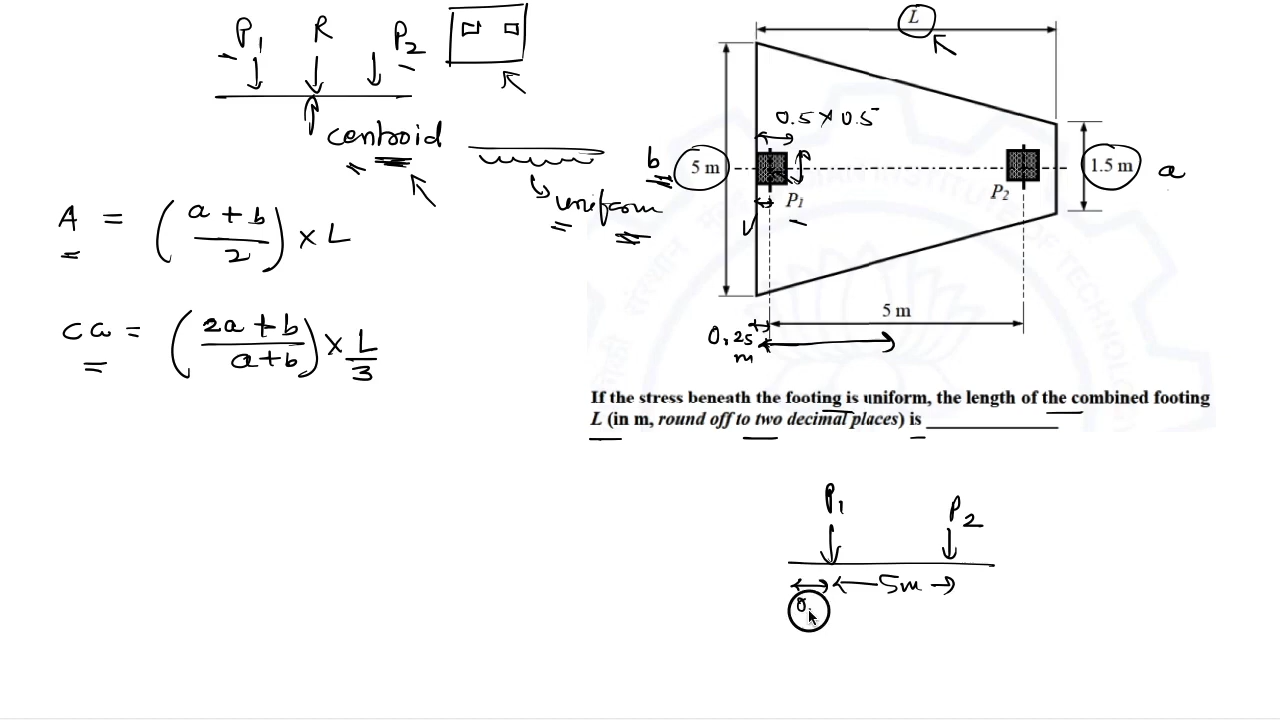 P1 R P2
centroid
uniform
A = ( a + b / 2 ) × L
CG = ( 2a + b / a + b ) × L / 3
L
0.5 × 0.5
b 5 m
P1
P2
1.5 m a
5 m
0.25
m
If the stress beneath the footing is uniform, the length of the combined footing
L (in m, round off to two decimal places) is ____________
P1
P2
5m
0.